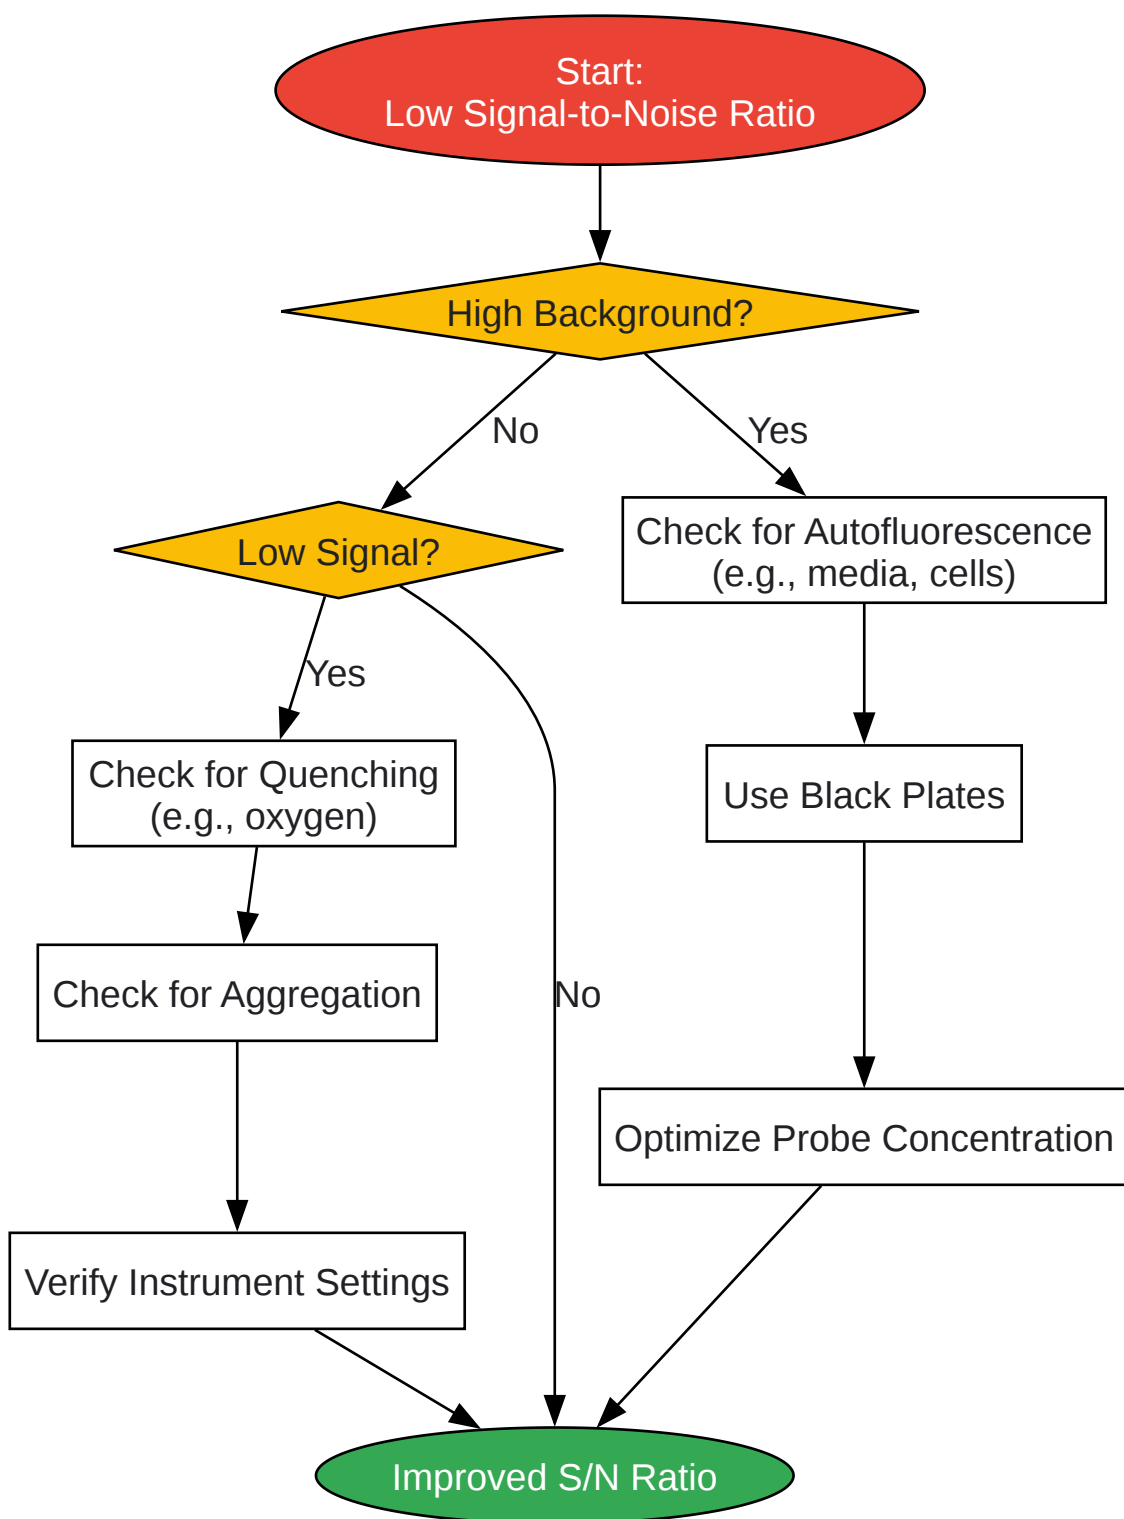 Start:
Low Signal-to-Noise Ratio
High Background?
No
Yes
Low Signal?
Check for Autofluorescence
(e.g., media, cells)
Yes
Check for Quenching
(e.g., oxygen)
Use Black Plates
Check for Aggregation
No
Optimize Probe Concentration
Verify Instrument Settings
Improved S/N Ratio